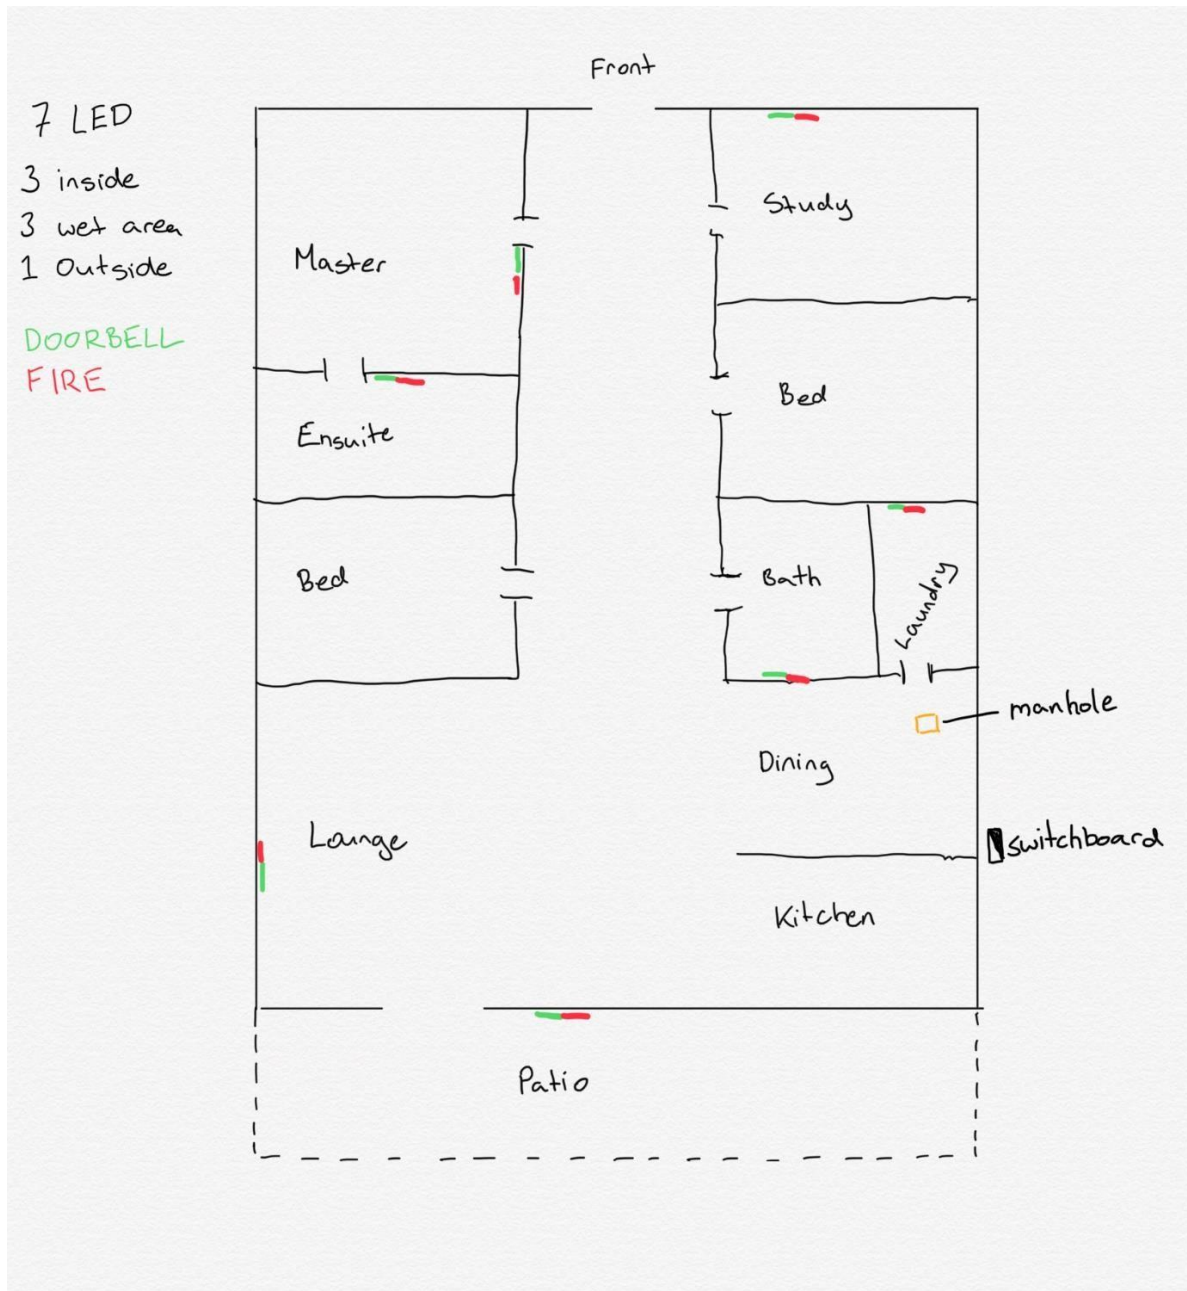 Front
7 LED
3 inside
3 wet area
1 Outside
DOORBELL
FIRE
Study
Master
Bed
Ensuite
Bed
Bath
Laundry
manhole
Dining
Lounge
switchboard
Kitchen
Patio